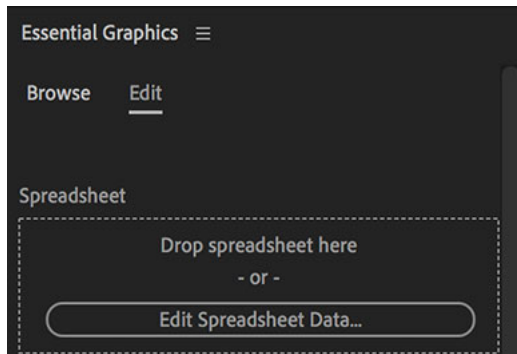 Essential Graphics
Browse Edit
Spreadsheet
Drop spreadsheet here
- or -
Edit Spreadsheet Data...